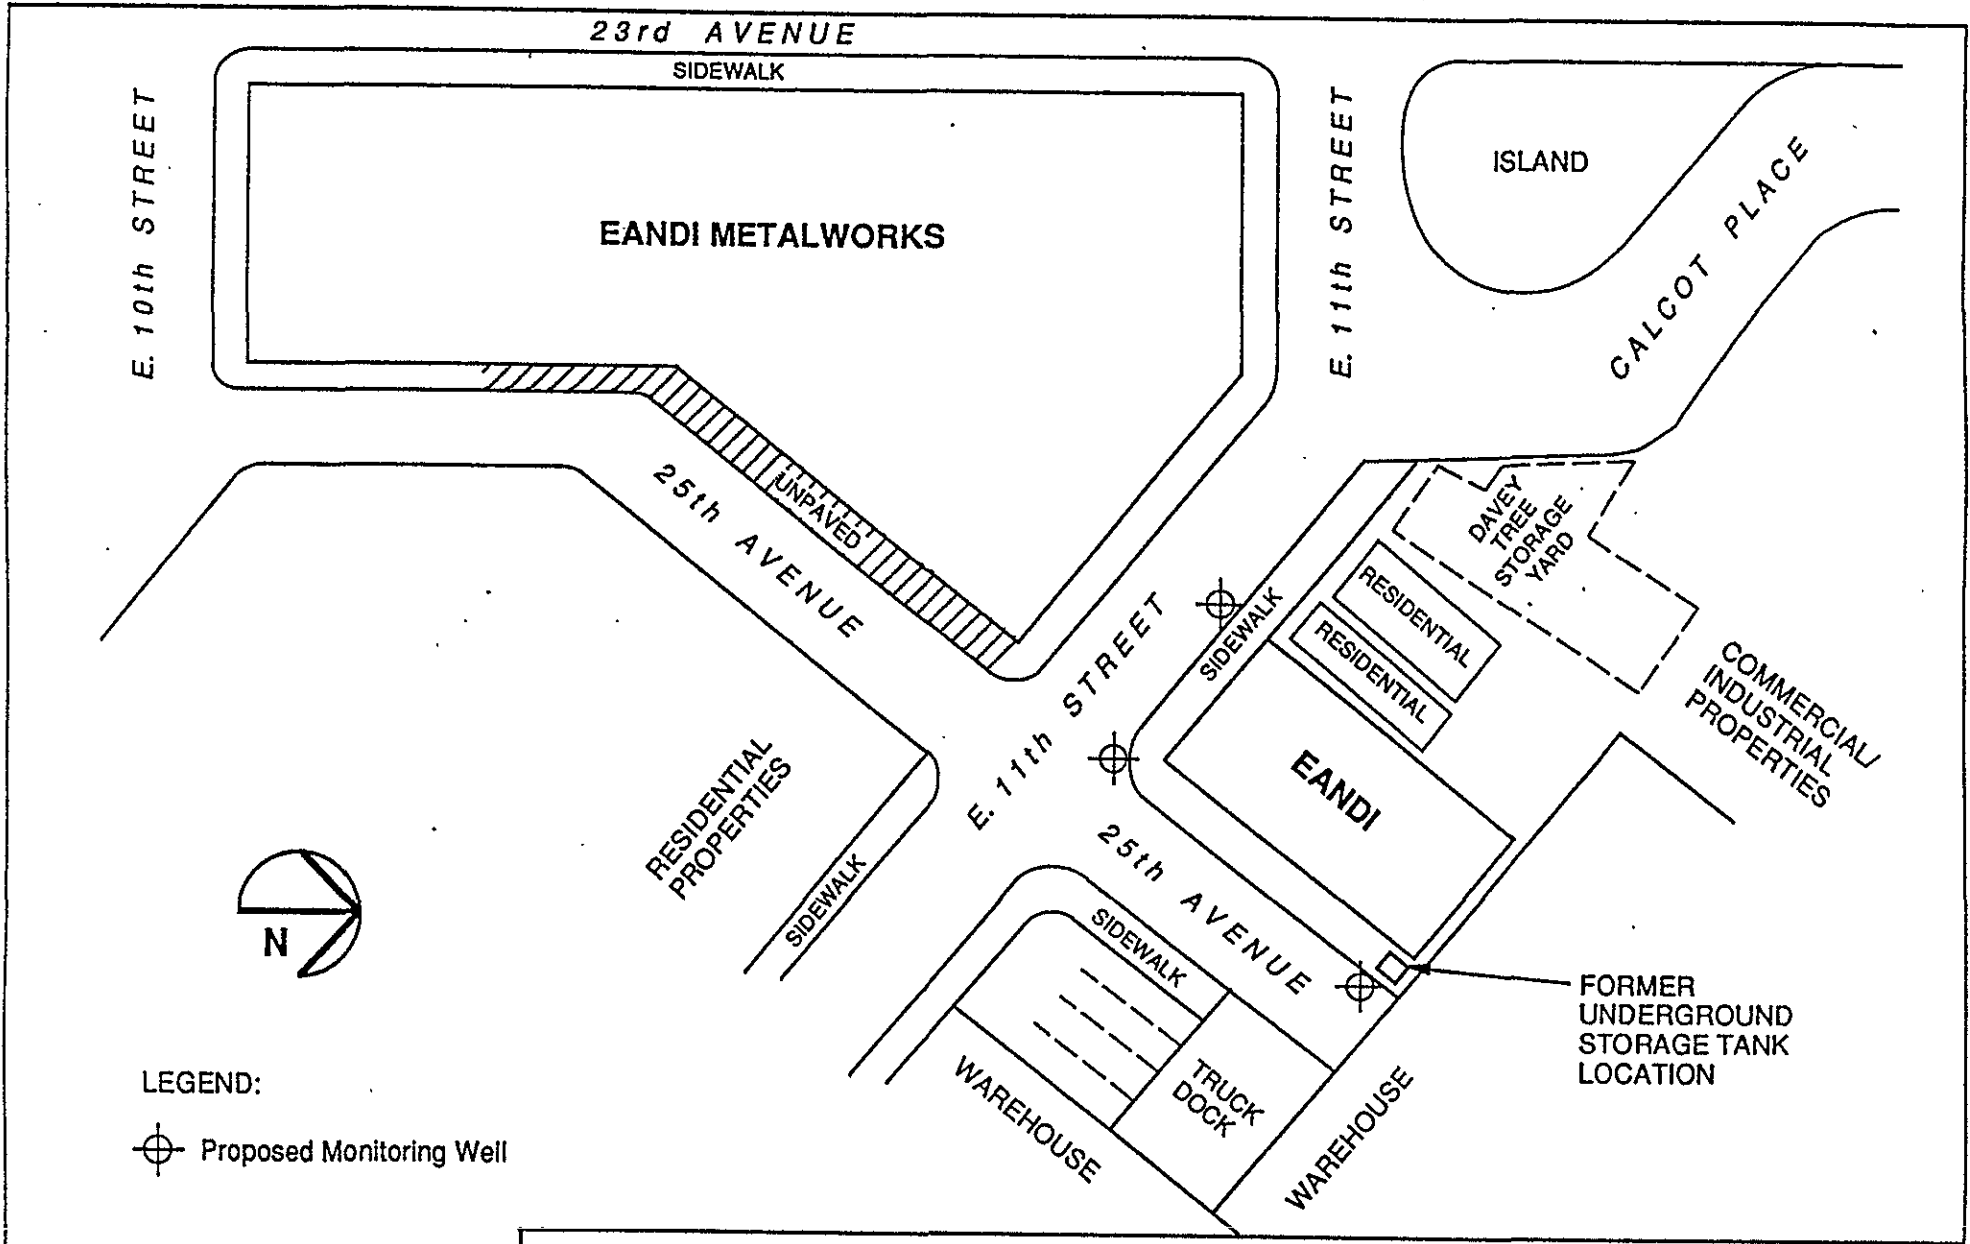 23rd AVENUE
SIDEWALK
E. 10th STREET
EANDI METALWORKS
E. 11th STREET
ISLAND
CALCOT PLACE
25th AVENUE
UNPAVED
DAVEY
TREE
STORAGE
YARD
RESIDENTIAL
RESIDENTIAL
SIDEWALK
E. 11th STREET
COMMERCIAL/
INDUSTRIAL
PROPERTIES
EANDI
RESIDENTIAL
PROPERTIES
SIDEWALK
25th AVENUE
SIDEWALK
N
FORMER
UNDERGROUND
STORAGE TANK
LOCATION
TRUCK
DOCK
WAREHOUSE
WAREHOUSE
LEGEND:
Proposed Monitoring Well